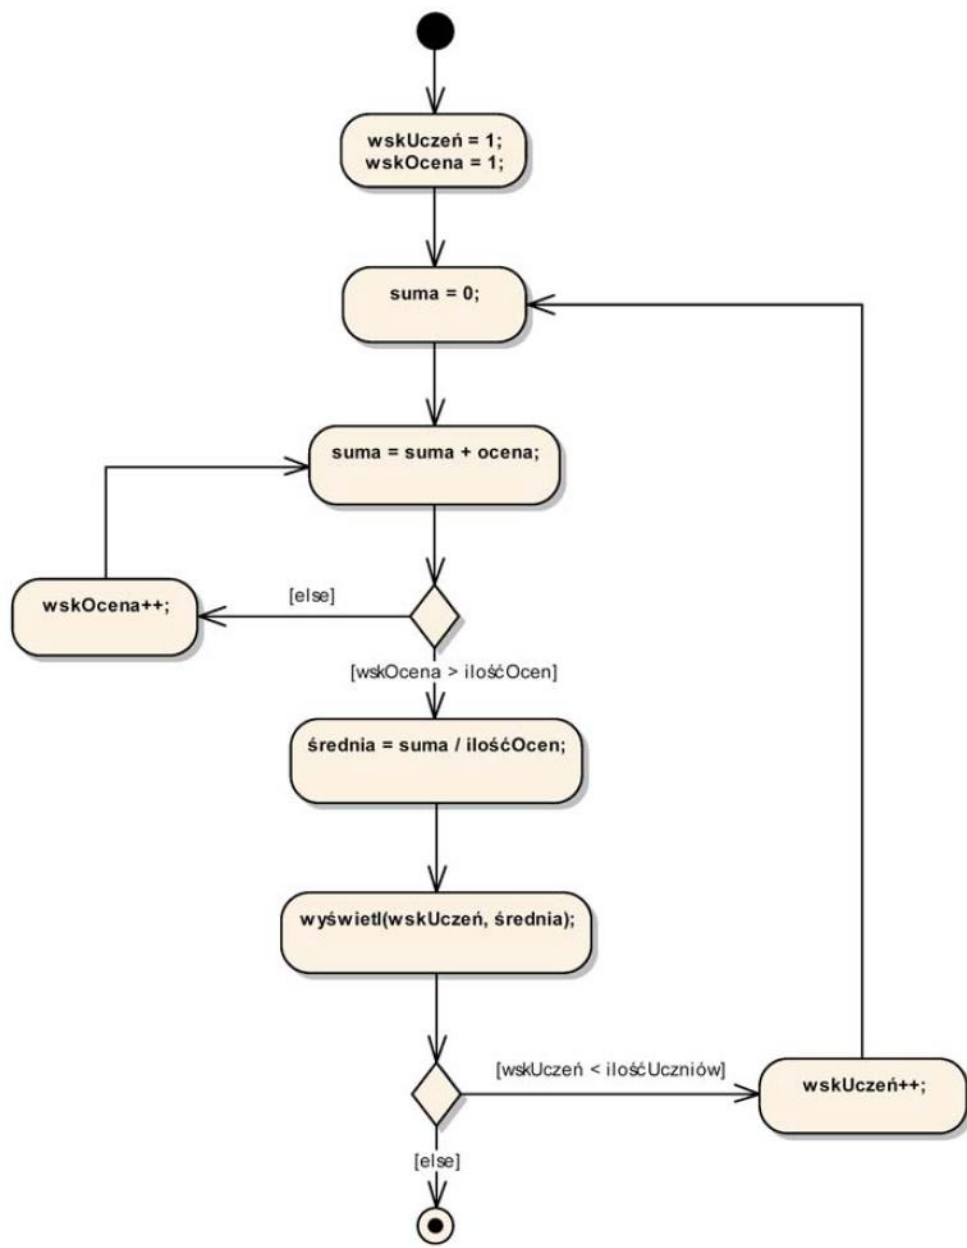 wskUczeń = 1;
wskOcena = 1;
suma = 0;
suma = suma + ocena;
[else]
wskOcena++;
[wskOcena > ilośćOcen]
średnia = suma / ilośćOcen;
wyświetl(wskUczeń, średnia);
[wskUczeń < ilośćUczniów]
wskUczeń++;
[else]